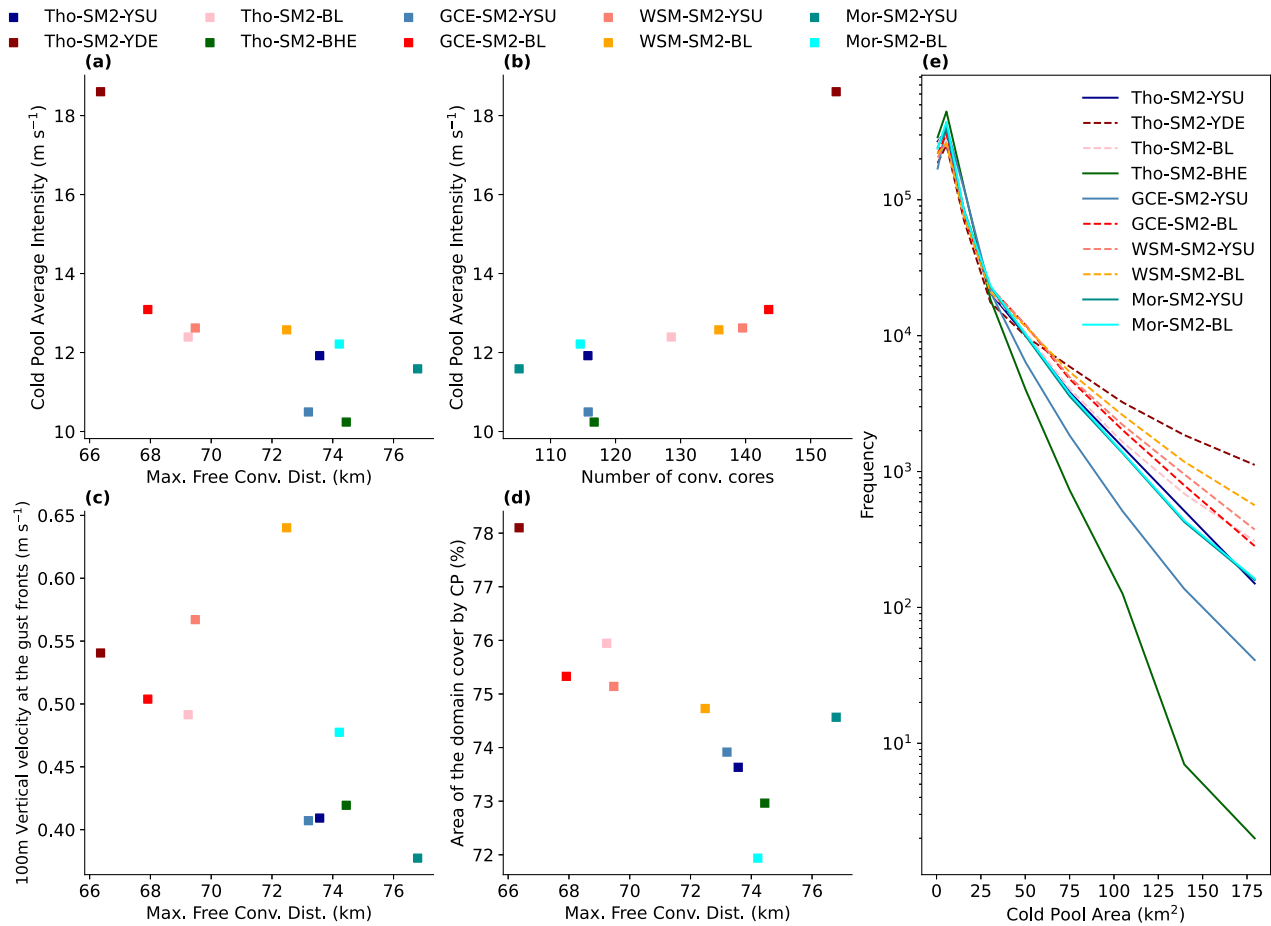 Tho-SM2-YSU Tho-SM2-BL GCE-SM2-YSU WSM-SM2-YSU Mor-SM2-YSU
Tho-SM2-YDE Tho-SM2-BHE GCE-SM2-BL WSM-SM2-BL Mor-SM2-BL
(a)
Cold Pool Average Intensity (m s⁻¹)
18
16
14
12
10
66 68 70 72 74 76
Max. Free Conv. Dist. (km)
(b)
Cold Pool Average Intensity (m s⁻¹)
18
16
14
12
10
110 120 130 140 150
Number of conv. cores
(c)
100m Vertical velocity at the gust fronts (m s⁻¹)
0.65
0.60
0.55
0.50
0.45
0.40
66 68 70 72 74 76
Max. Free Conv. Dist. (km)
(d)
Area of the domain cover by CP (%)
78
77
76
75
74
73
72
66 68 70 72 74 76
Max. Free Conv. Dist. (km)
(e)
Tho-SM2-YSU
Tho-SM2-YDE
Tho-SM2-BL
Tho-SM2-BHE
GCE-SM2-YSU
GCE-SM2-BL
WSM-SM2-YSU
WSM-SM2-BL
Mor-SM2-YSU
Mor-SM2-BL
Frequency
10⁵
10⁴
10³
10²
10¹
0 25 50 75 100 125 150 175
Cold Pool Area (km²)